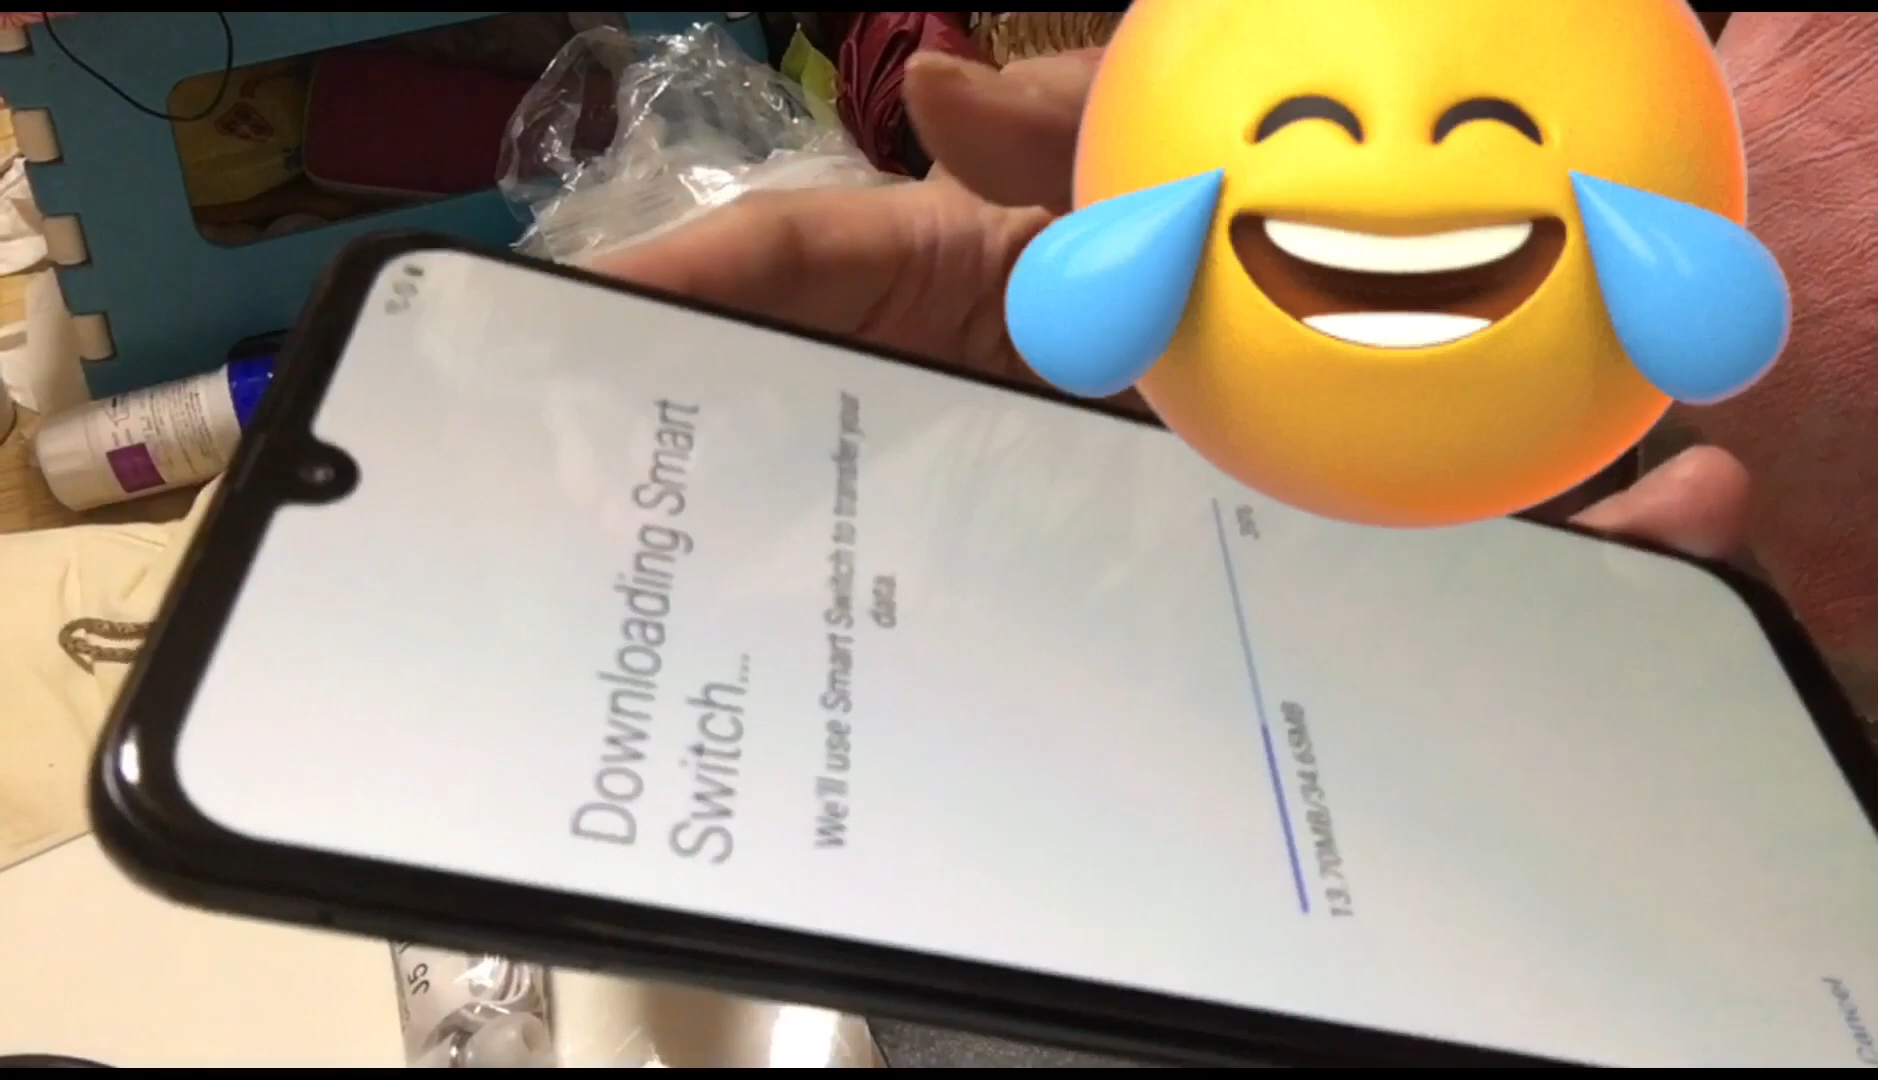 Downloading Smart
Switch...
We'll use Smart Switch to transfer your
data.
13.70MB/34.65MB
Cancel